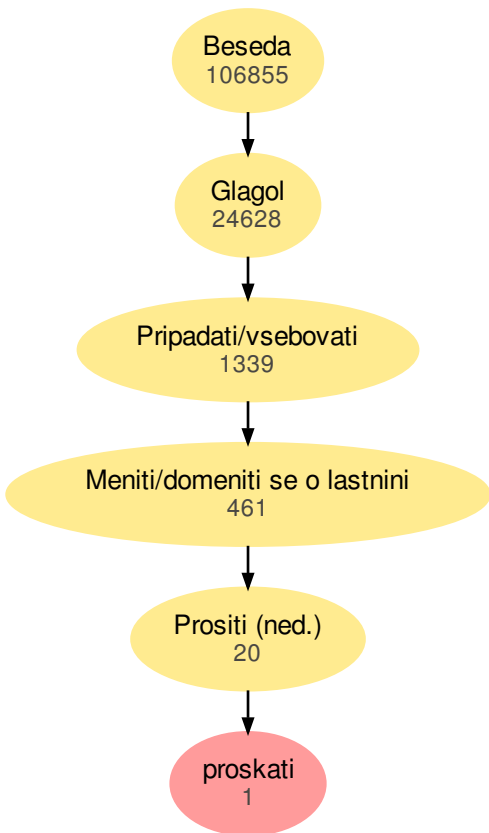 Beseda
106855
Glagol
24628
Pripadati/vsebovati
1339
Meniti/domeniti se o lastnini
461
Prositi (ned.)
20
proskati
1